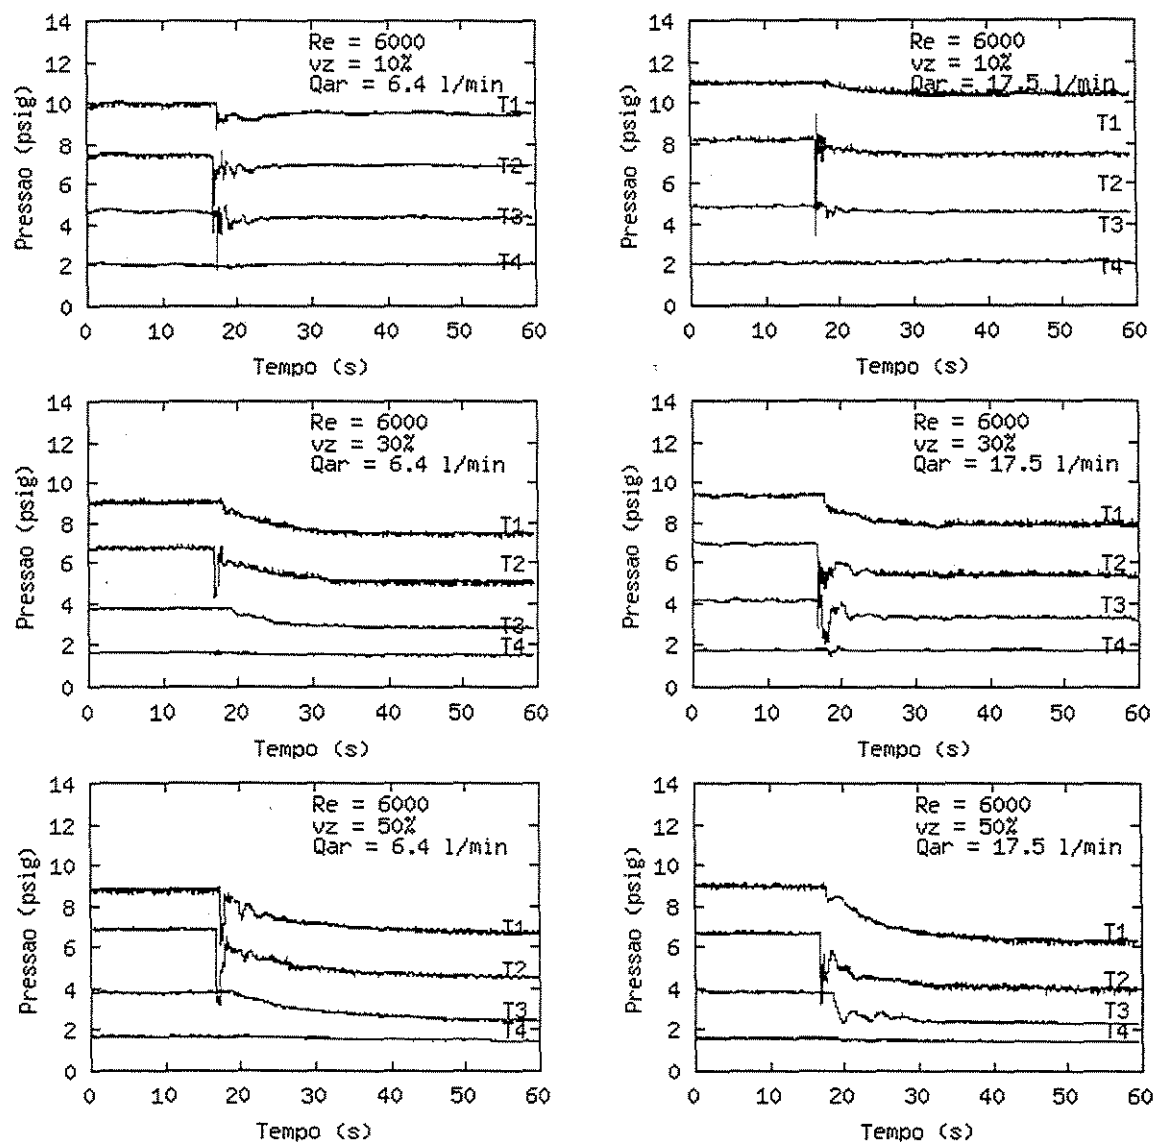 14
12
10
8
6
4
2
0
Pressao (psig)
Re = 6000
vz = 10%
Qar = 6.4 l/min
T1
T2
T3
T4
0 10 20 30 40 50 60
Tempo (s)
14
12
10
8
6
4
2
0
Pressao (psig)
Re = 6000
vz = 10%
Qar = 17.5 l/min
T1
T2
T3
T4
0 10 20 30 40 50 60
Tempo (s)
14
12
10
8
6
4
2
0
Pressao (psig)
Re = 6000
vz = 30%
Qar = 6.4 l/min
T1
T2
T3
T4
0 10 20 30 40 50 60
Tempo (s)
14
12
10
8
6
4
2
0
Pressao (psig)
Re = 6000
vz = 30%
Qar = 17.5 l/min
T1
T2
T3
T4
0 10 20 30 40 50 60
Tempo (s)
14
12
10
8
6
4
2
0
Pressao (psig)
Re = 6000
vz = 50%
Qar = 6.4 l/min
T1
T2
T3
T4
0 10 20 30 40 50 60
Tempo (s)
14
12
10
8
6
4
2
0
Pressao (psig)
Re = 6000
vz = 50%
Qar = 17.5 l/min
T1
T2
T3
T4
0 10 20 30 40 50 60
Tempo (s)